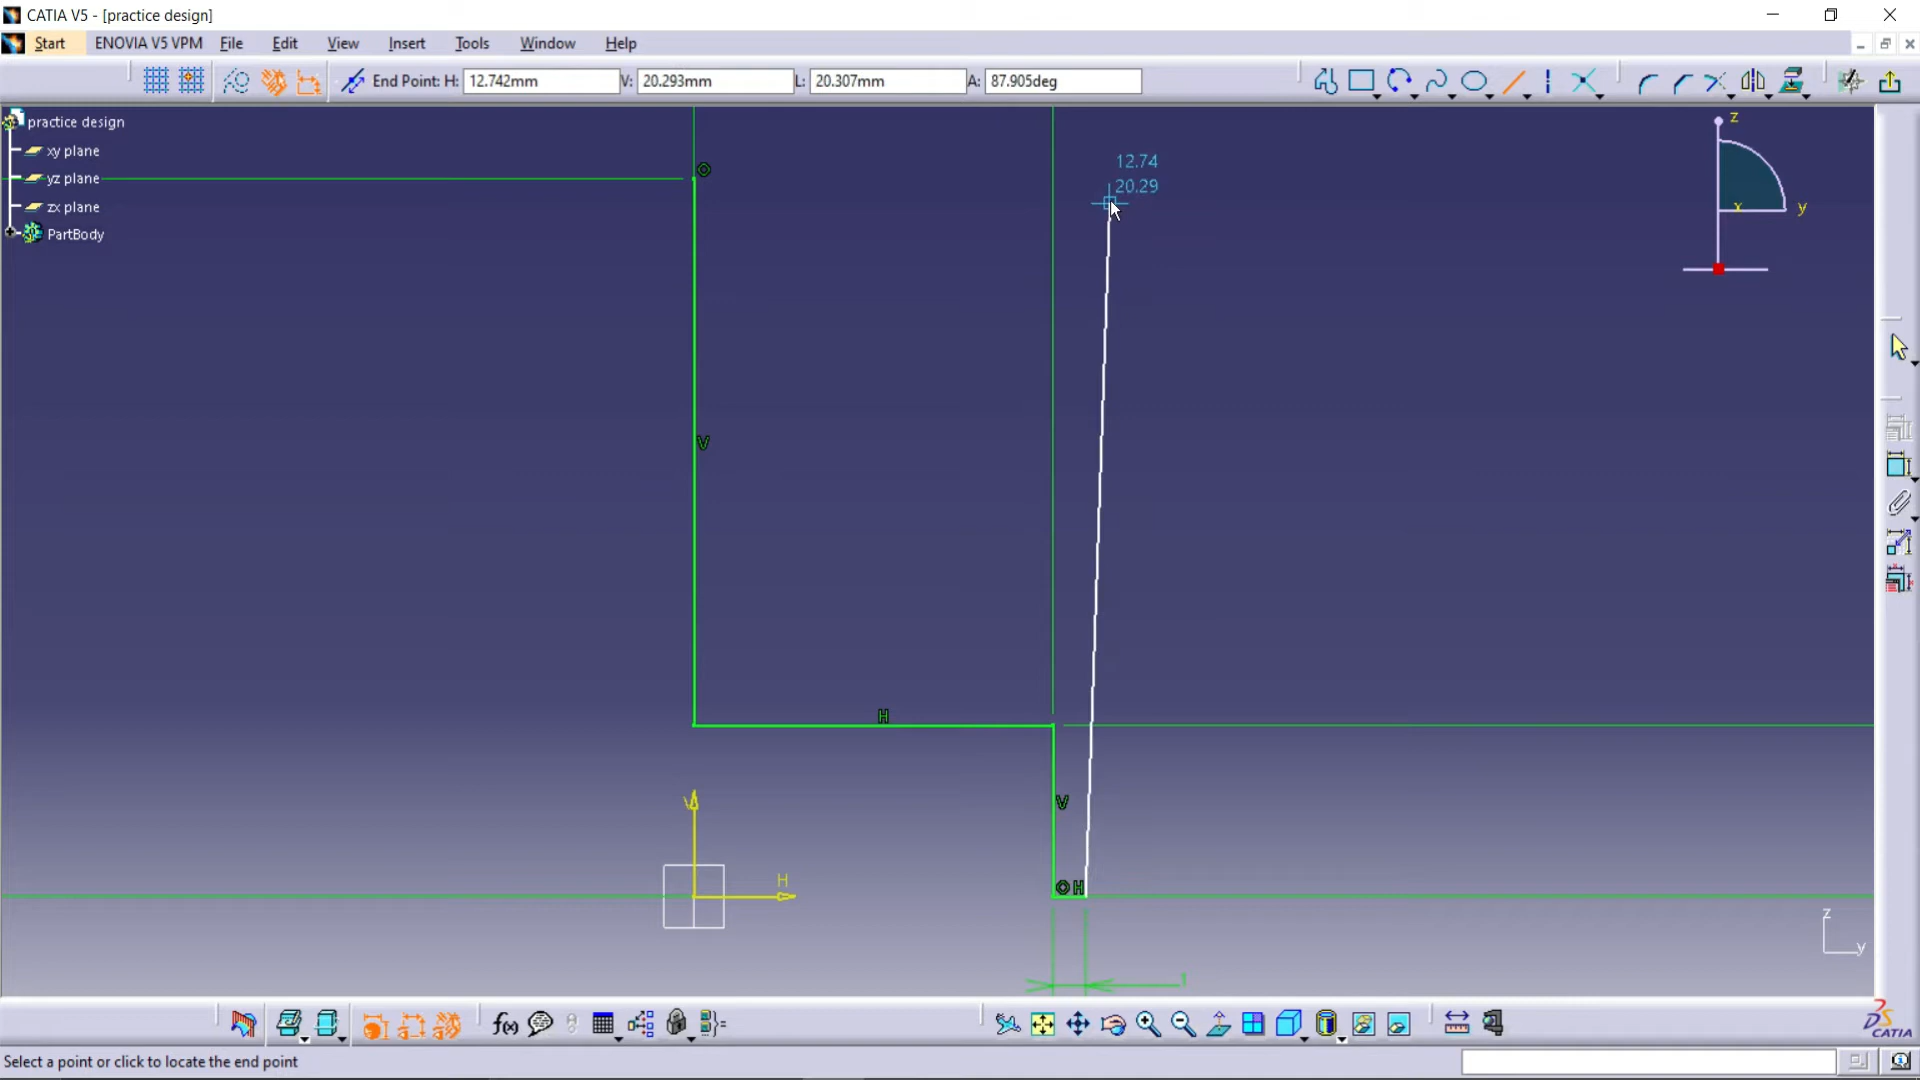 CATIA V5 - [practice design]
Start ENOVIA V5 VPM File Edit View Insert Tools Window Help
End Point: H: 12.742mm V: 20.293mm L: 20.307mm A: 87.905deg
practice design
xy plane
yz plane
zx plane
PartBody
12.74
20.29
z
x
y
V
H
V
V
H
H
z
y
1
f(x)
DS
CATIA
Select a point or click to locate the end point